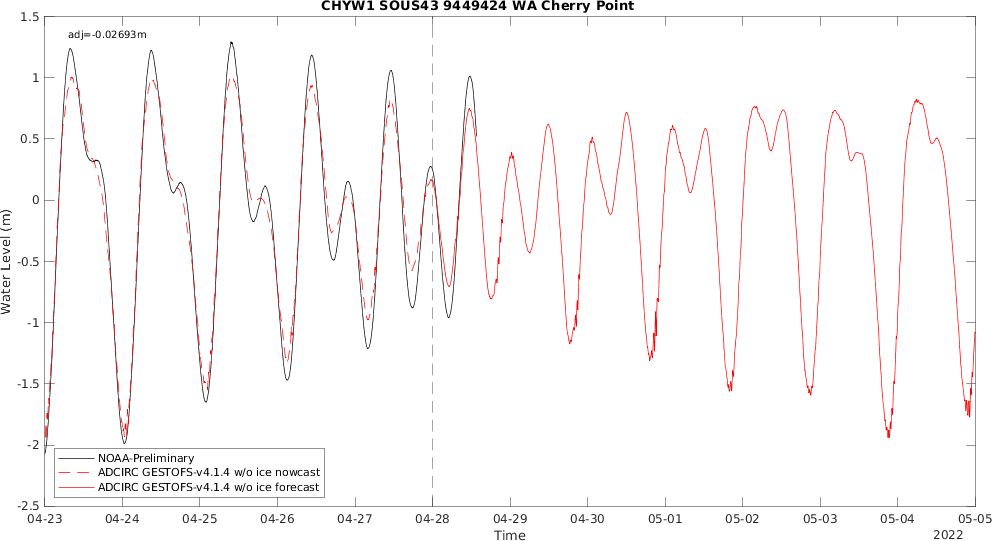 CHYW1 SOUS43 9449424 WA Cherry Point
adj=-0.02693m
1.5
1
0.5
0
-0.5
-1
-1.5
-2
-2.5
Water Level (m)
NOAA-Preliminary
ADCIRC GESTOFS-v4.1.4 w/o ice nowcast
ADCIRC GESTOFS-v4.1.4 w/o ice forecast
04-23 04-24 04-25 04-26 04-27 04-28 04-29 04-30 05-01 05-02 05-03 05-04 05-05
Time
2022